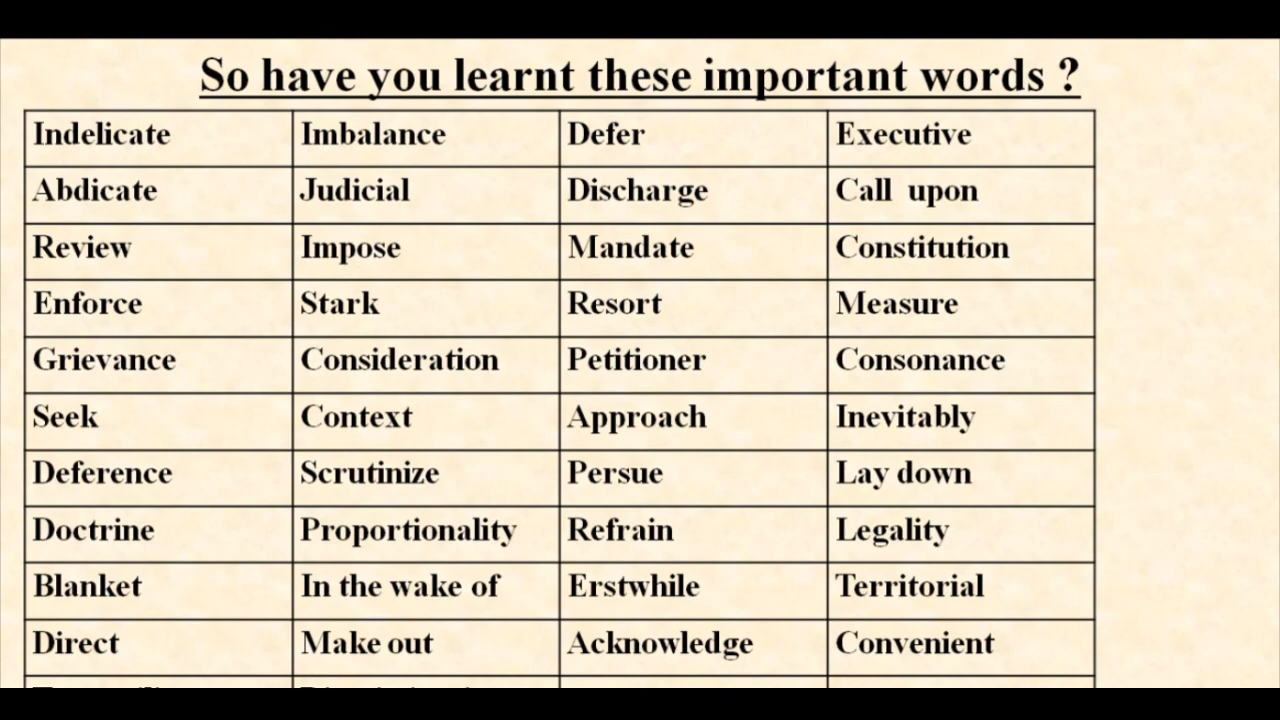 So have you learnt these important words ?
Indelicate Imbalance Defer Executive
Abdicate Judicial Discharge Call upon
Review Impose Mandate Constitution
Enforce Stark Resort Measure
Grievance Consideration Petitioner Consonance
Seek Context Approach Inevitably
Deference Scrutinize Persue Lay down
Doctrine Proportionality Refrain Legality
Blanket In the wake of Erstwhile Territorial
Direct Make out Acknowledge Convenient